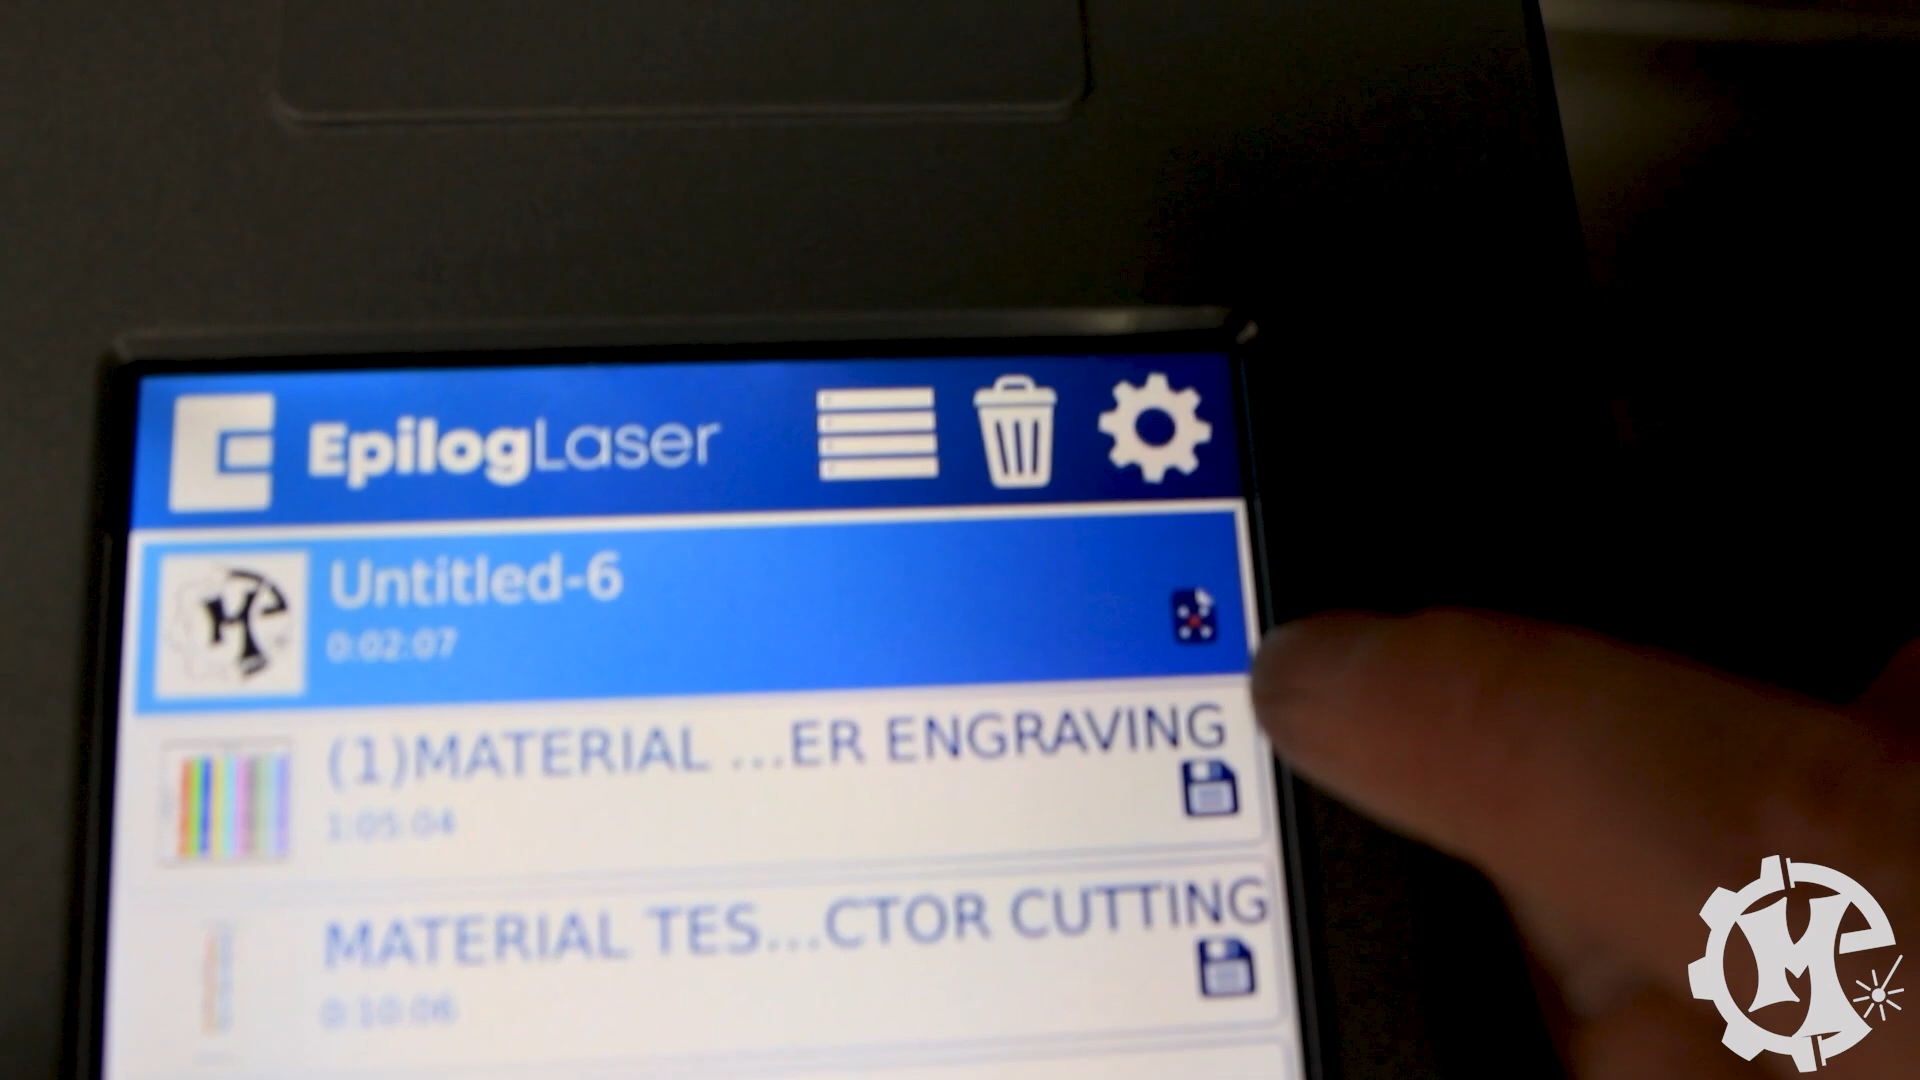 EpilogLaser
Untitled-6
0:02:07
(1)MATERIAL ...ER ENGRAVING
1:05:04
MATERIAL TES...CTOR CUTTING
0:10:06